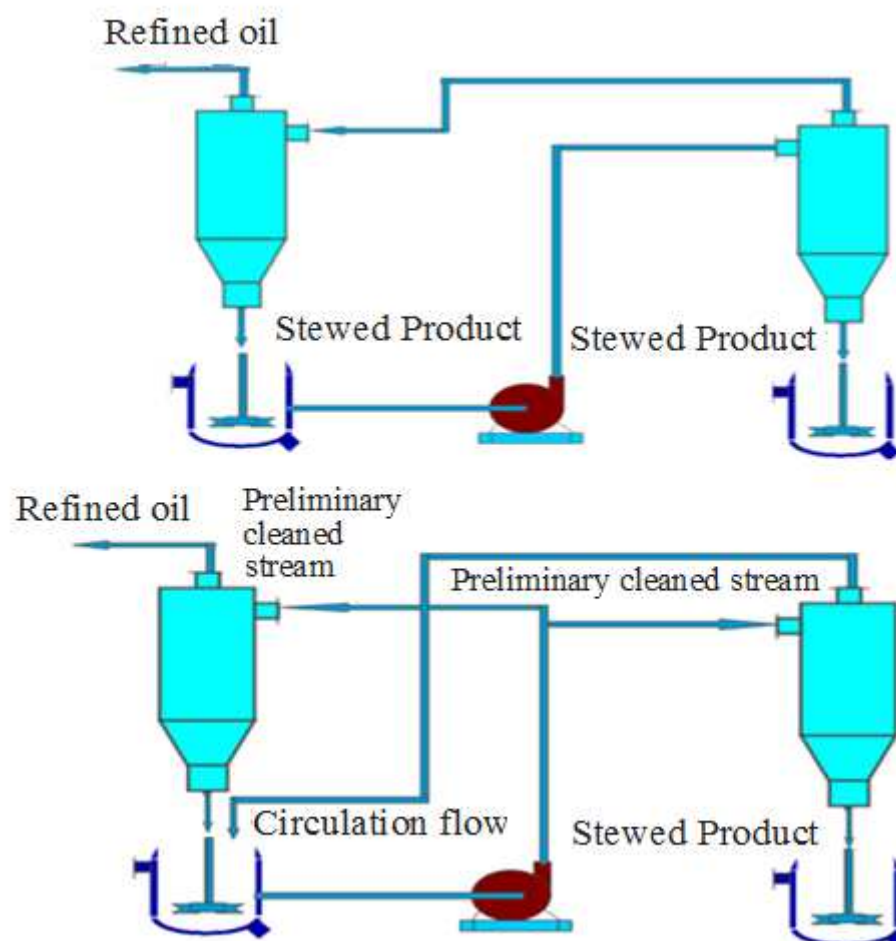 Refined oil
Stewed Product
Stewed Product
Refined oil
Preliminary
cleaned
stream
Preliminary cleaned stream
Circulation flow
Stewed Product